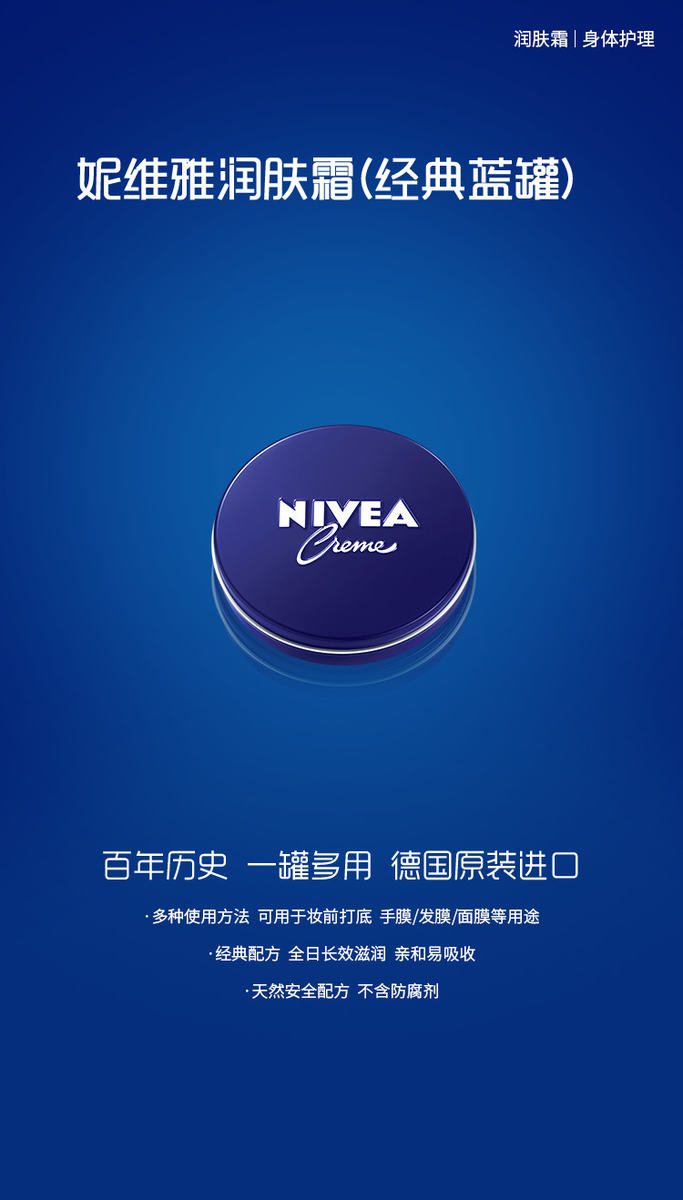 润肤霜|身体护理
妮维雅润肤霜(经典蓝罐)
NIVEA
Creme
百年历史 一罐多用 德国原装进口
·多种使用方法 可用于妆前打底 手膜/发膜/面膜等用途
·经典配方 全日长效滋润 亲和易吸收
·天然安全配方 不含防腐剂